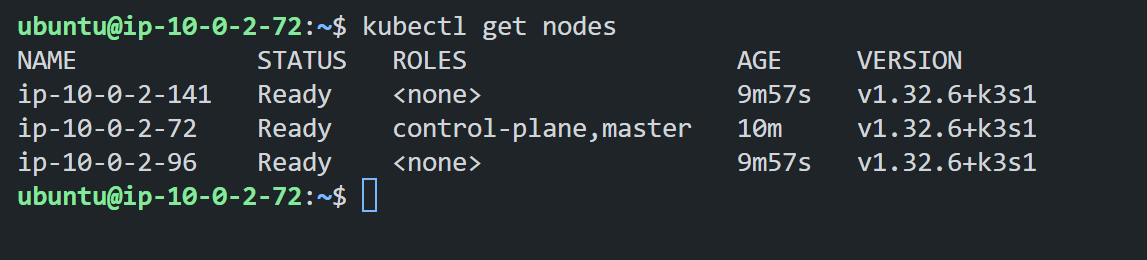 ubuntu@ip-10-0-2-72:~$ kubectl get nodes
NAME             STATUS   ROLES                  AGE     VERSION
ip-10-0-2-141   Ready    <none>                 9m57s   v1.32.6+k3s1
ip-10-0-2-72    Ready    control-plane,master   10m     v1.32.6+k3s1
ip-10-0-2-96    Ready    <none>                 9m57s   v1.32.6+k3s1
ubuntu@ip-10-0-2-72:~$